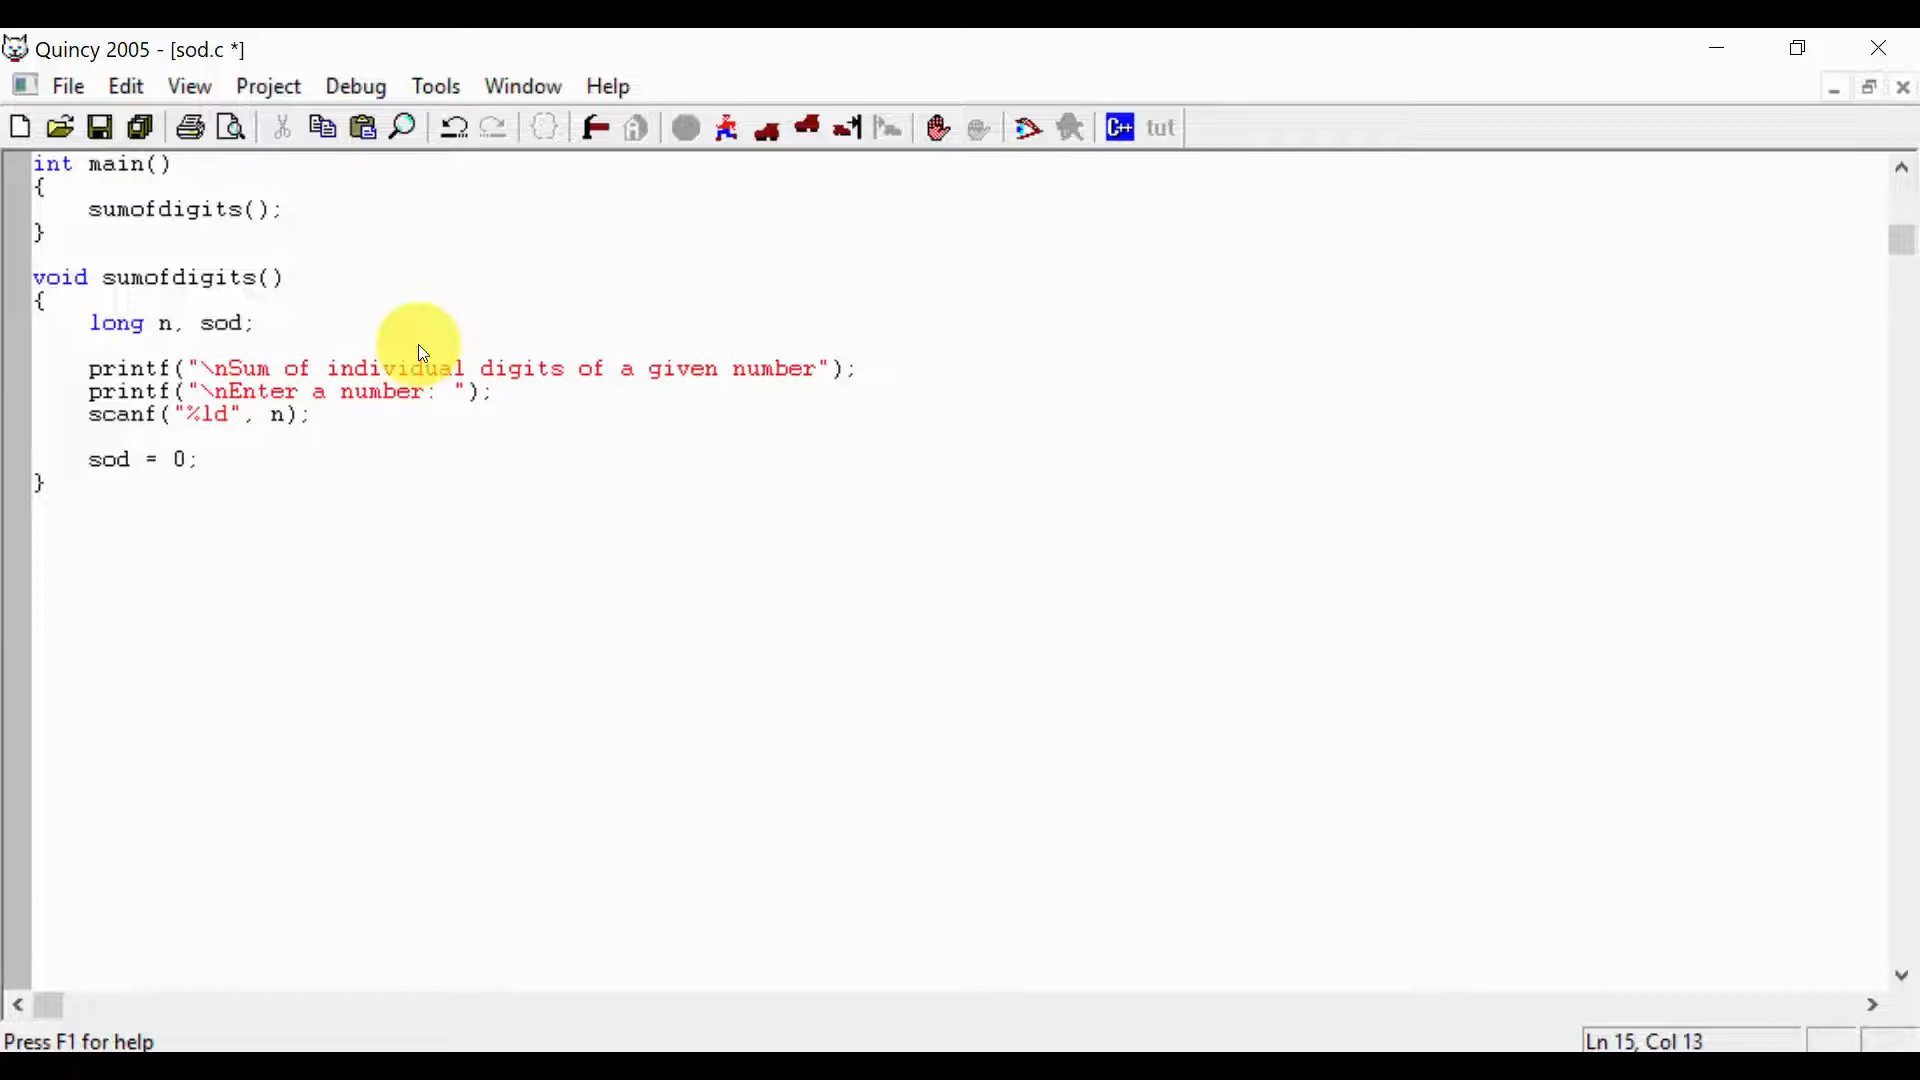 Quincy 2005 - [sod.c *]
File Edit View Project Debug Tools Window Help
C++ tut
int main()
{
    sumofdigits();
}
void sumofdigits()
{
    long n, sod;
    printf("\nSum of individual digits of a given number");
    printf("\nEnter a number: ");
    scanf("%ld", n);
    sod = 0;
}
Press F1 for help
Ln 15, Col 13